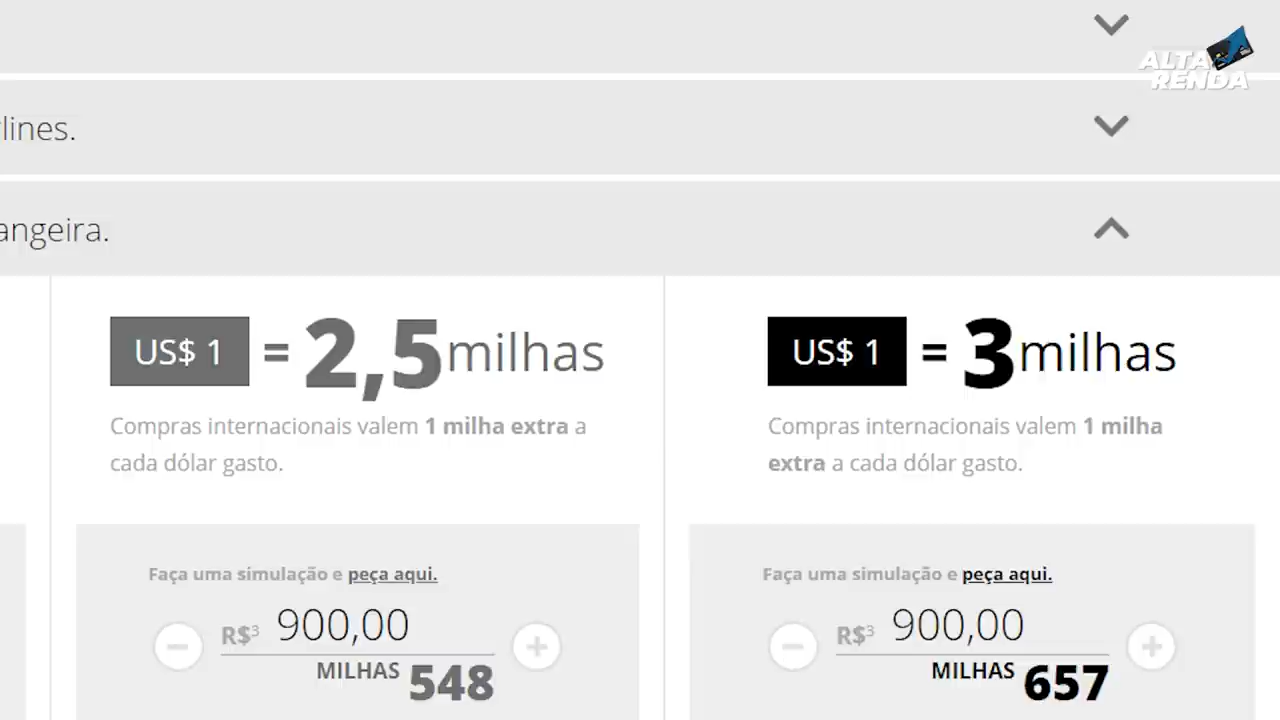 ALTA
RENDA
lines.
angeira.
US$ 1 = 2,5 milhas
Compras internacionais valem 1 milha extra a
cada dólar gasto.
Faça uma simulação e peça aqui.
R$3 900,00
MILHAS 548
US$ 1 = 3 milhas
Compras internacionais valem 1 milha
extra a cada dólar gasto.
Faça uma simulação e peça aqui.
R$3 900,00
MILHAS 657